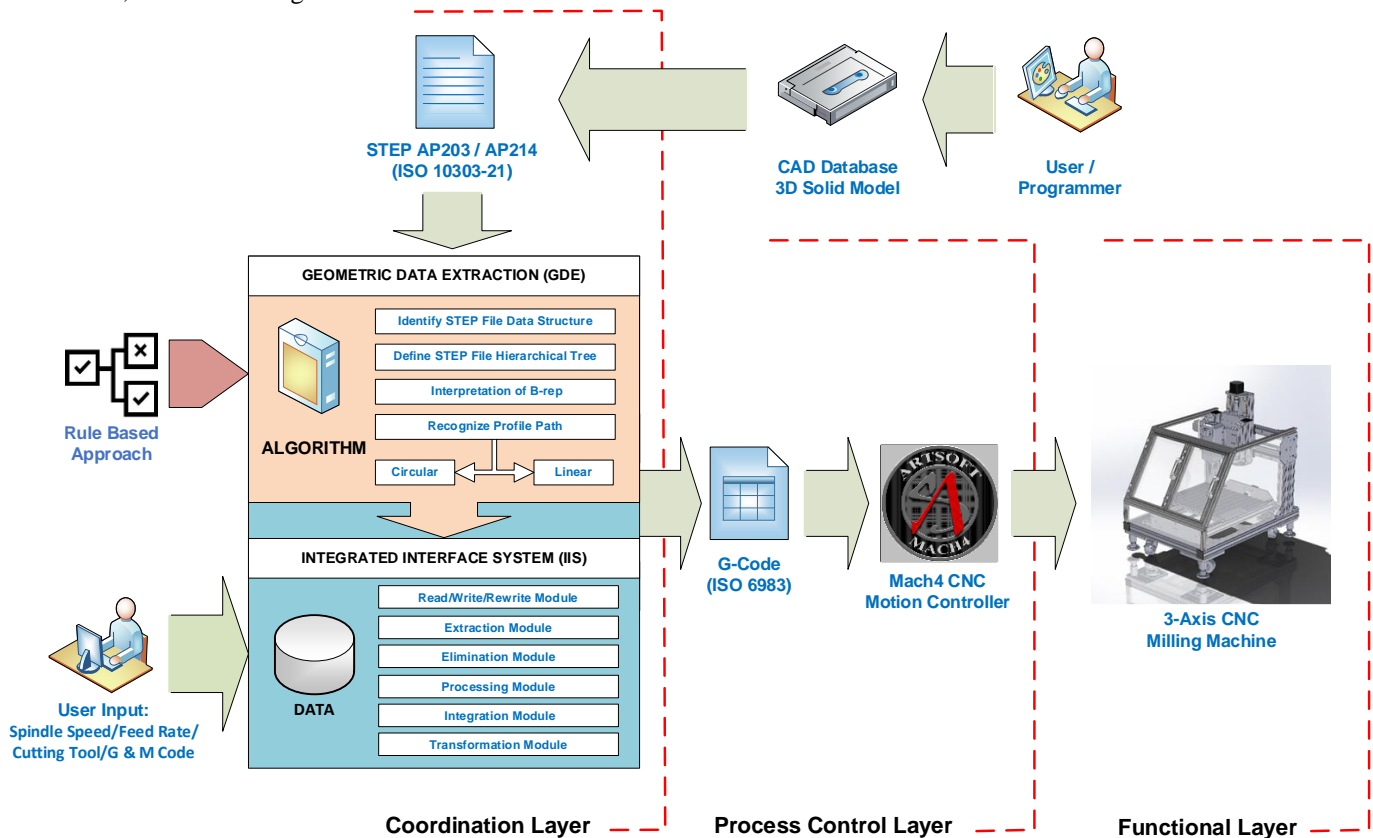 STEP AP203 / AP214
(ISO 10303-21)
CAD Database
3D Solid Model
User /
Programmer
GEOMETRIC DATA EXTRACTION (GDE)
Identify STEP File Data Structure
Define STEP File Hierarchical Tree
Interpretation of B-rep
Recognize Profile Path
Circular
Linear
ALGORITHM
Rule Based
Approach
INTEGRATED INTERFACE SYSTEM (IIS)
Read/Write/Rewrite Module
Extraction Module
Elimination Module
Processing Module
Integration Module
Transformation Module
DATA
User Input:
Spindle Speed/Feed Rate/
Cutting Tool/G & M Code
G-Code
(ISO 6983)
ARTSOFT
MACH4
Mach4 CNC
Motion Controller
3-Axis CNC
Milling Machine
Coordination Layer
Process Control Layer
Functional Layer